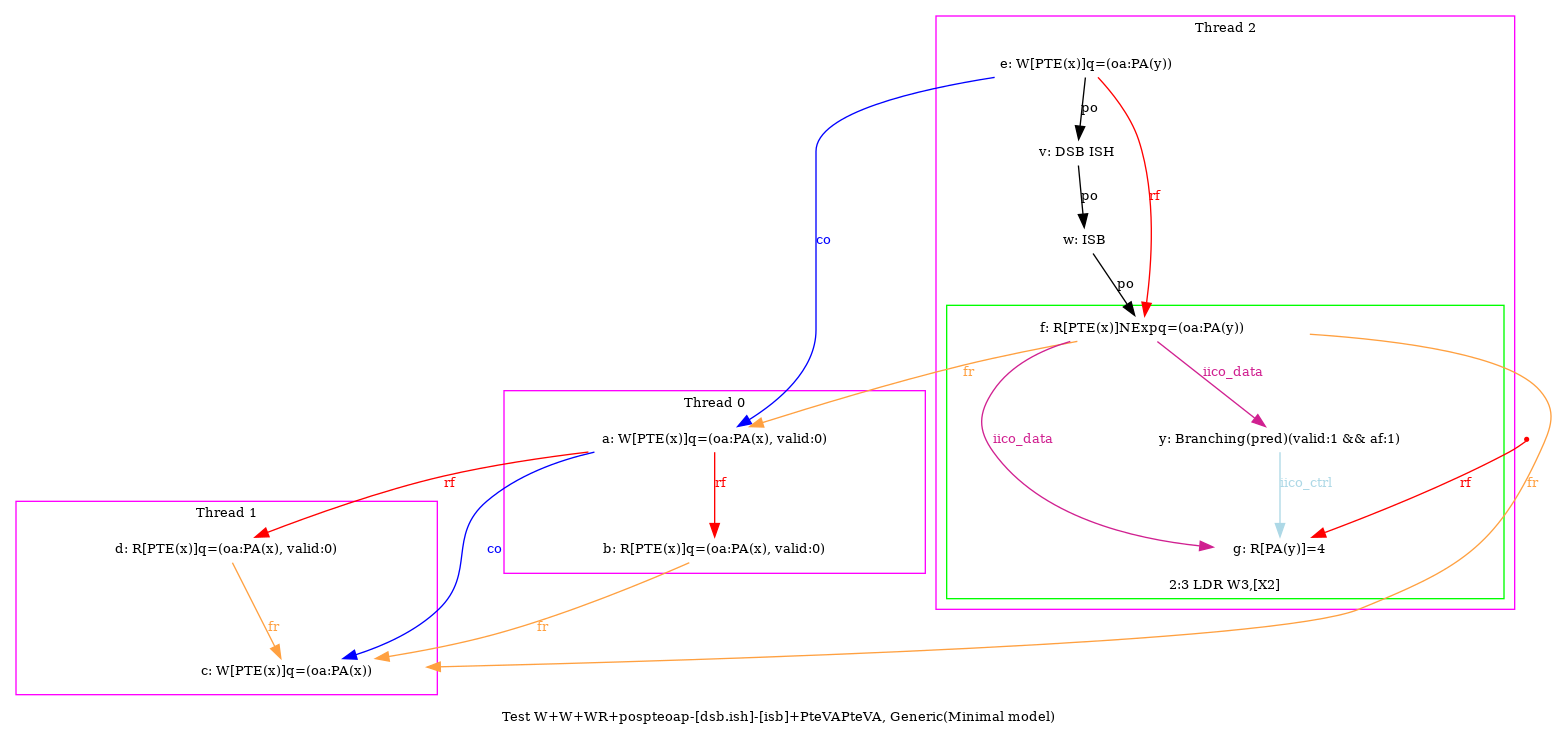 Thread 2
e: W[PTE(x)]q=(oa:PA(y))
po
v: DSB ISH
po
rf
w: ISB
co
po
f: R[PTE(x)]NExpq=(oa:PA(y))
fr
iico_data
Thread 0
a: W[PTE(x)]q=(oa:PA(x), valid:0)
iico_data
y: Branching(pred)(valid:1 && af:1)
rf
rf
iico_ctrl
rf
fr
Thread 1
d: R[PTE(x)]q=(oa:PA(x), valid:0)
co
b: R[PTE(x)]q=(oa:PA(x), valid:0)
g: R[PA(y)]=4
2:3 LDR W3,[X2]
fr
fr
c: W[PTE(x)]q=(oa:PA(x))
Test W+W+WR+pospteoap-[dsb.ish]-[isb]+PteVAPteVA, Generic(Minimal model)